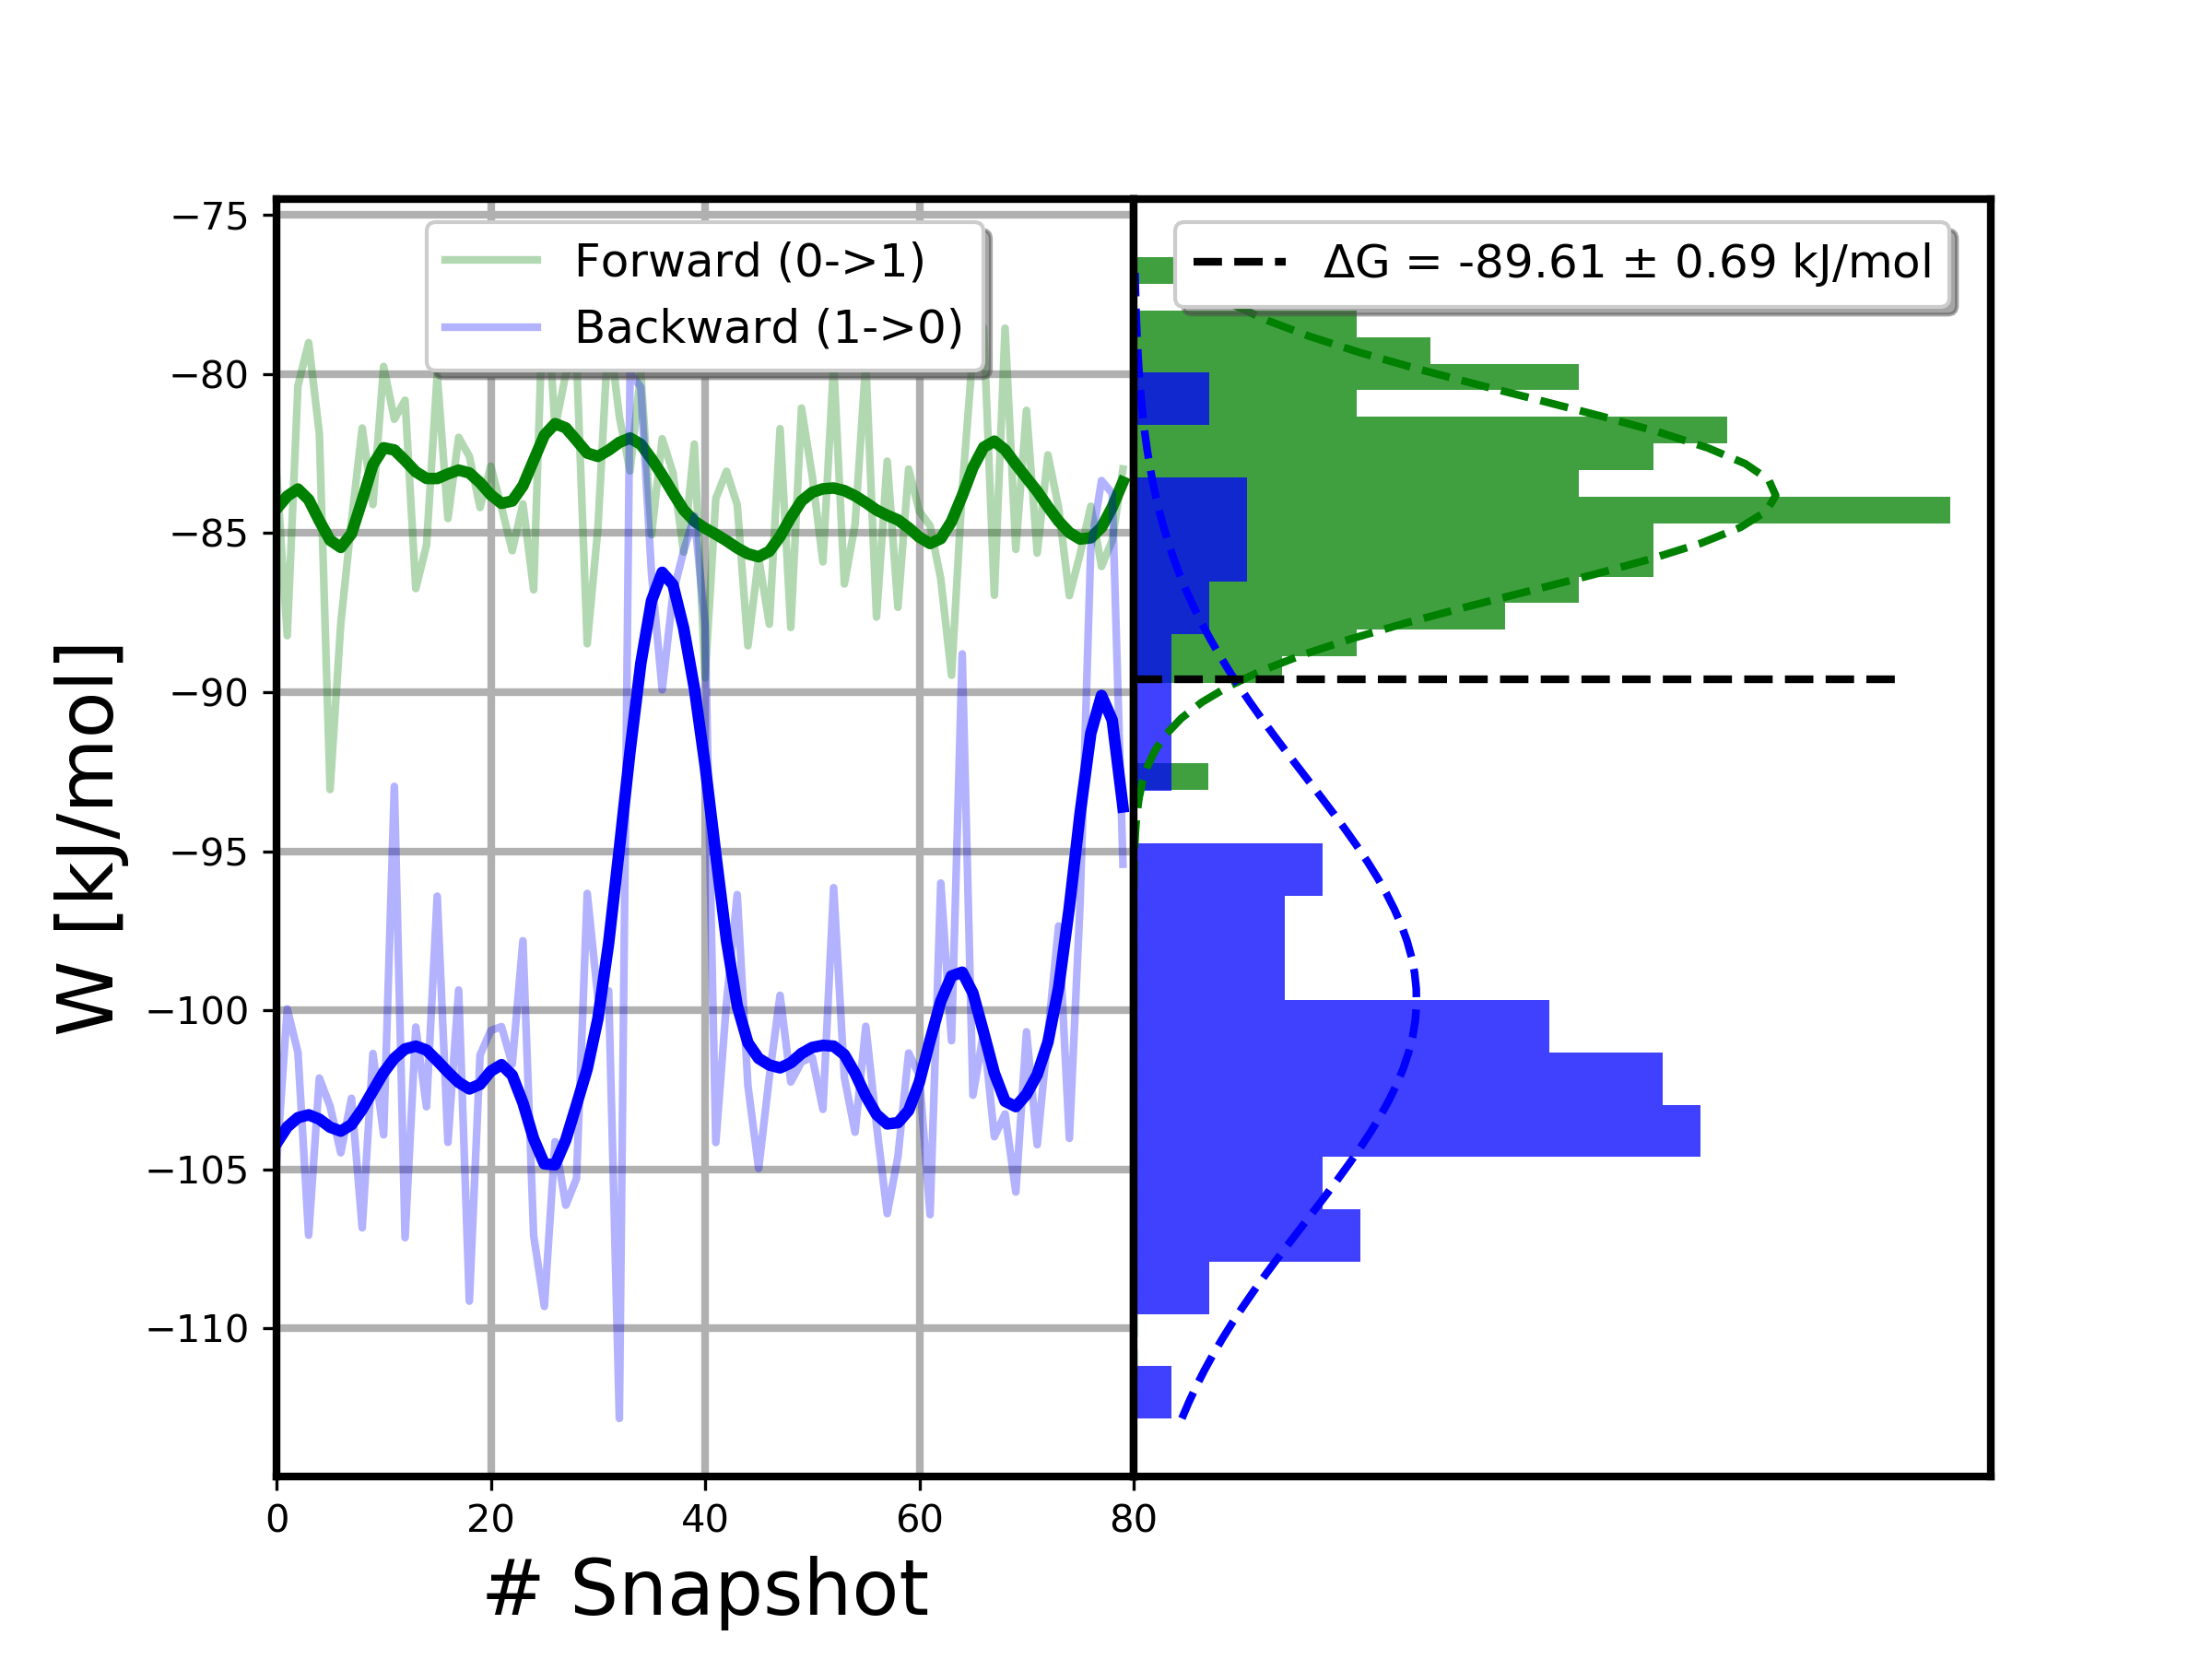 Forward (0->1)
Backward (1->0)
ΔG = -89.61 ± 0.69 kJ/mol
W [kJ/mol]
−75
−80
−85
−90
−95
−100
−105
−110
0 20 40 60 80
# Snapshot